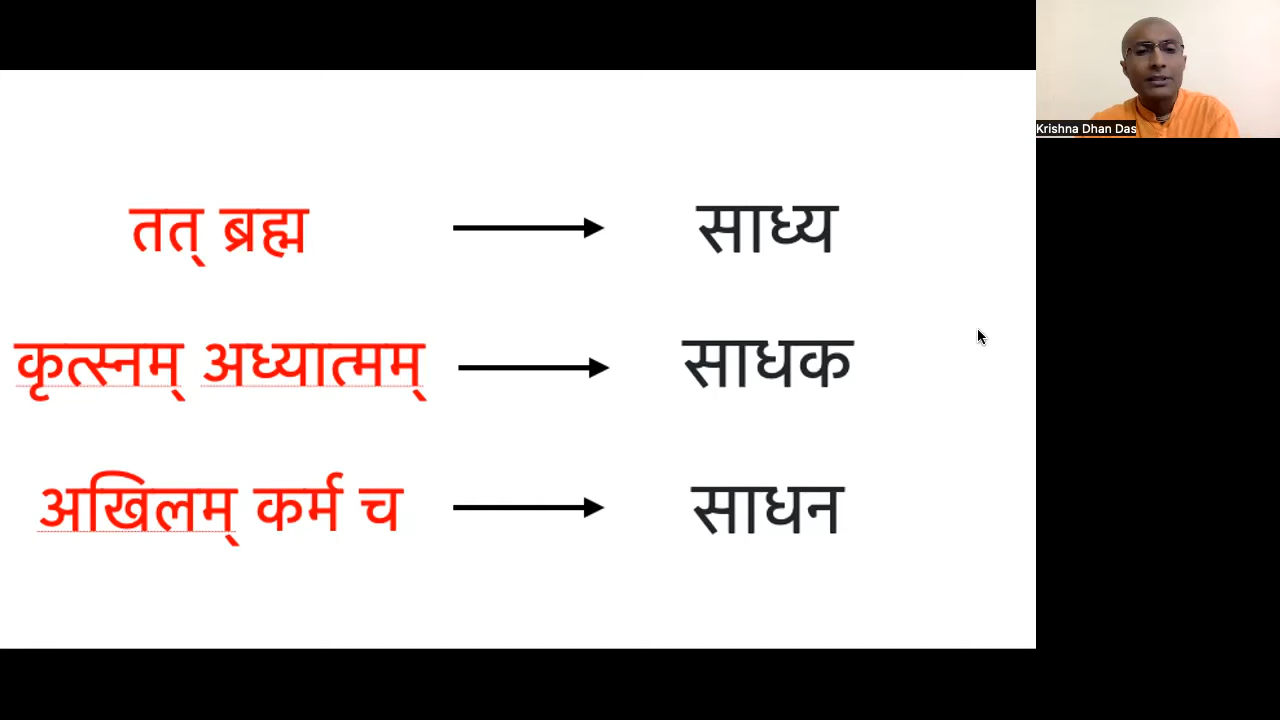 तत् ब्रह्म साध्य
कृत्स्नम् अध्यात्मम् साधक
अखिलम् कर्म च साधन
Krishna Dhan Das